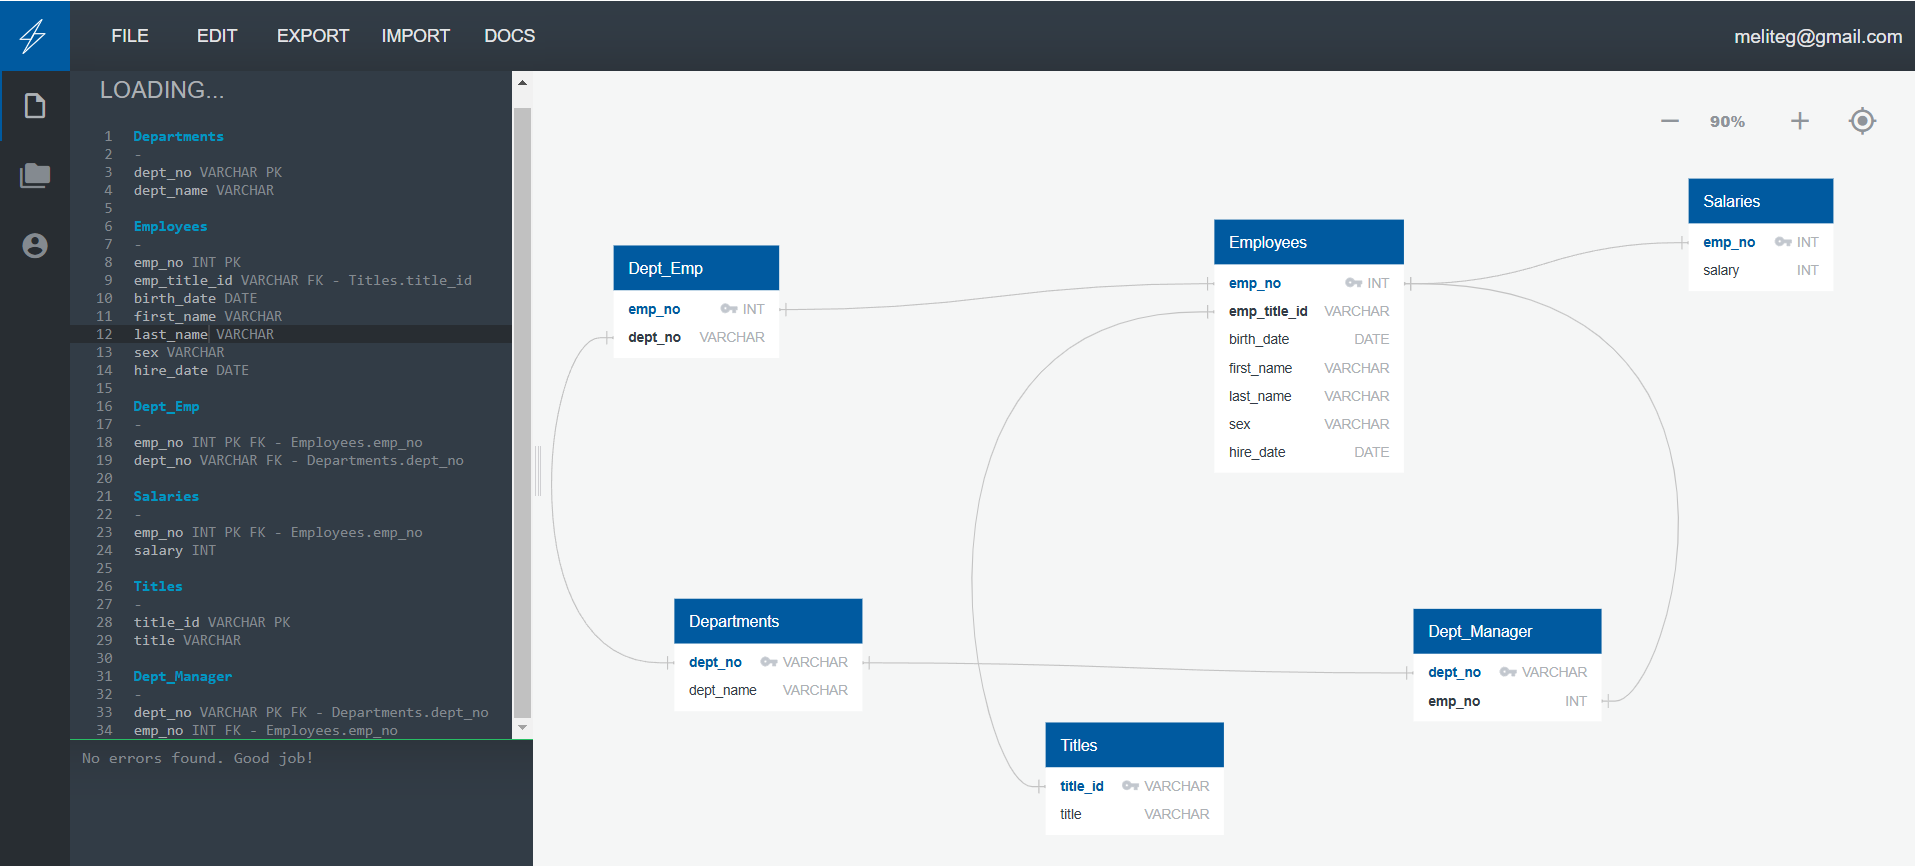 FILE EDIT EXPORT IMPORT DOCS meliteg@gmail.com
LOADING...
1 Departments
2 -
3 dept_no VARCHAR PK
4 dept_name VARCHAR
5
6 Employees
7 -
8 emp_no INT PK
9 emp_title_id VARCHAR FK - Titles.title_id
10 birth_date DATE
11 first_name VARCHAR
12 last_name VARCHAR
13 sex VARCHAR
14 hire_date DATE
15
16 Dept_Emp
17 -
18 emp_no INT PK FK - Employees.emp_no
19 dept_no VARCHAR FK - Departments.dept_no
20
21 Salaries
22 -
23 emp_no INT PK FK - Employees.emp_no
24 salary INT
25
26 Titles
27 -
28 title_id VARCHAR PK
29 title VARCHAR
30
31 Dept_Manager
32 -
33 dept_no VARCHAR PK FK - Departments.dept_no
34 emp_no INT FK - Employees.emp_no
No errors found. Good job!
90%
Dept_Emp
emp_no INT
dept_no VARCHAR
Employees
emp_no INT
emp_title_id VARCHAR
birth_date DATE
first_name VARCHAR
last_name VARCHAR
sex VARCHAR
hire_date DATE
Salaries
emp_no INT
salary INT
Departments
dept_no VARCHAR
dept_name VARCHAR
Dept_Manager
dept_no VARCHAR
emp_no INT
Titles
title_id VARCHAR
title VARCHAR